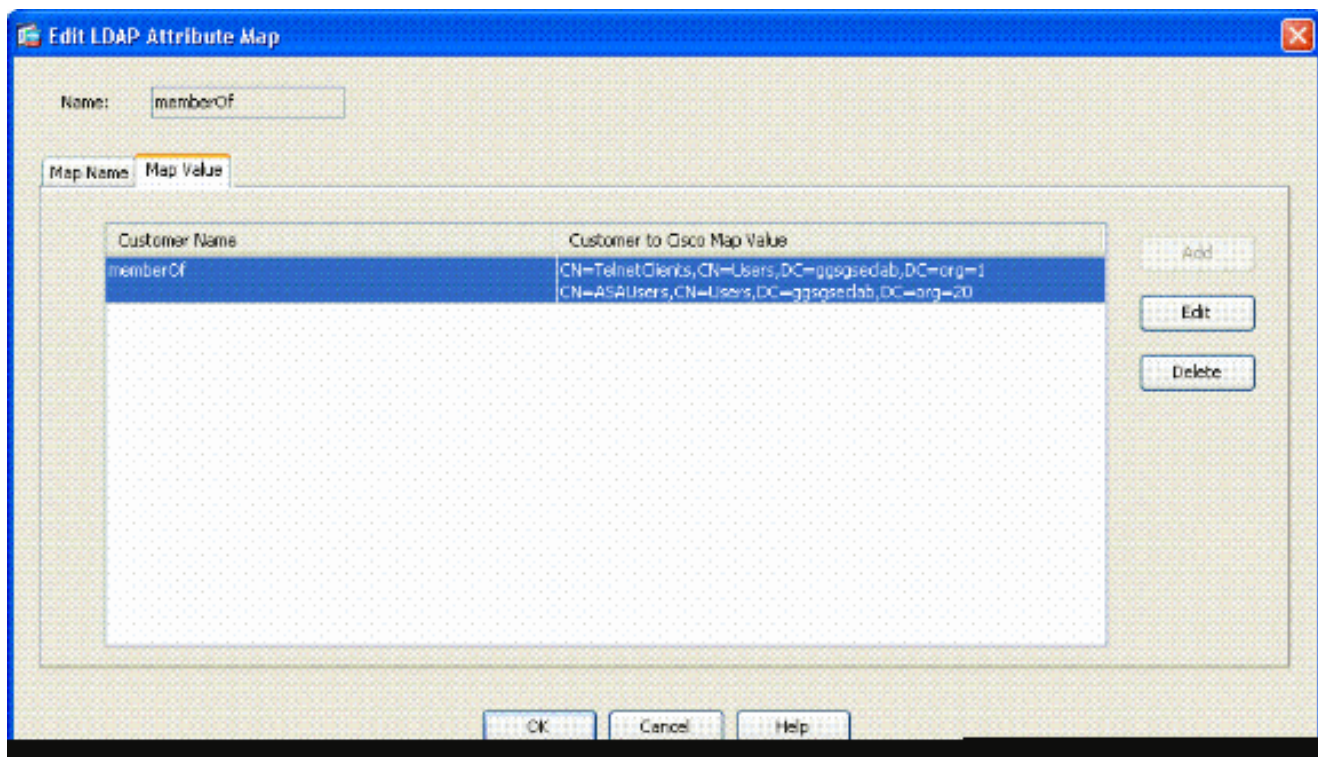 Edit LDAP Attribute Map
Name: memberOf
Map Name Map Value
Customer Name Customer to Cisco Map Value
memberOf CN=TelnetClients,CN=Users,DC=ggsgseclab,DC=org=1
CN=ASAUsers,CN=Users,DC=ggsgseclab,DC=org=20
Add
Edit
Delete
OK Cancel Help